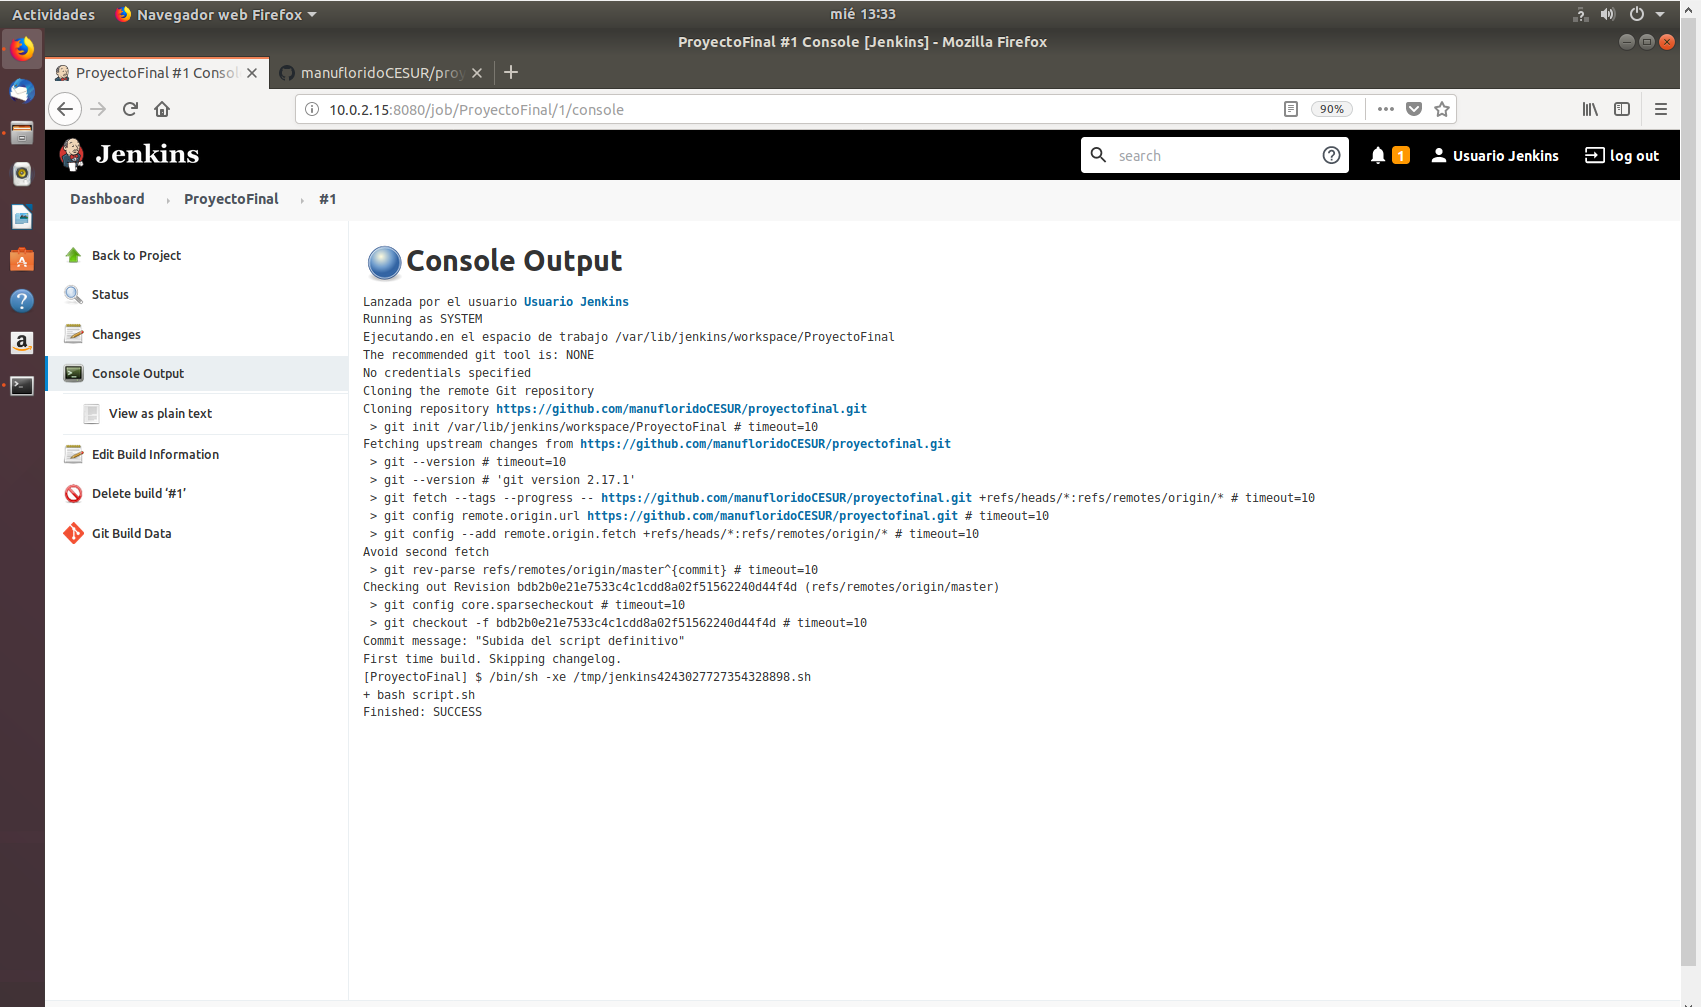 Actividades
Navegador web Firefox
mié 13:33
ProyectoFinal #1 Console [Jenkins] - Mozilla Firefox
ProyectoFinal #1 Consol
manufloridoCESUR/proy
10.0.2.15:8080/job/ProyectoFinal/1/console
90%
Jenkins
search
1
Usuario Jenkins
log out
Dashboard
ProyectoFinal
#1
Back to Project
Status
Changes
Console Output
View as plain text
Edit Build Information
Delete build ‘#1’
Git Build Data
Console Output
Lanzada por el usuario Usuario Jenkins
Running as SYSTEM
Ejecutando.en el espacio de trabajo /var/lib/jenkins/workspace/ProyectoFinal
The recommended git tool is: NONE
No credentials specified
Cloning the remote Git repository
Cloning repository https://github.com/manufloridoCESUR/proyectofinal.git
> git init /var/lib/jenkins/workspace/ProyectoFinal # timeout=10
Fetching upstream changes from https://github.com/manufloridoCESUR/proyectofinal.git
> git --version # timeout=10
> git --version # 'git version 2.17.1'
> git fetch --tags --progress -- https://github.com/manufloridoCESUR/proyectofinal.git +refs/heads/*:refs/remotes/origin/* # timeout=10
> git config remote.origin.url https://github.com/manufloridoCESUR/proyectofinal.git # timeout=10
> git config --add remote.origin.fetch +refs/heads/*:refs/remotes/origin/* # timeout=10
Avoid second fetch
> git rev-parse refs/remotes/origin/master^{commit} # timeout=10
Checking out Revision bdb2b0e21e7533c4c1cdd8a02f51562240d44f4d (refs/remotes/origin/master)
> git config core.sparsecheckout # timeout=10
> git checkout -f bdb2b0e21e7533c4c1cdd8a02f51562240d44f4d # timeout=10
Commit message: "Subida del script definitivo"
First time build. Skipping changelog.
[ProyectoFinal] $ /bin/sh -xe /tmp/jenkins4243027727354328898.sh
+ bash script.sh
Finished: SUCCESS